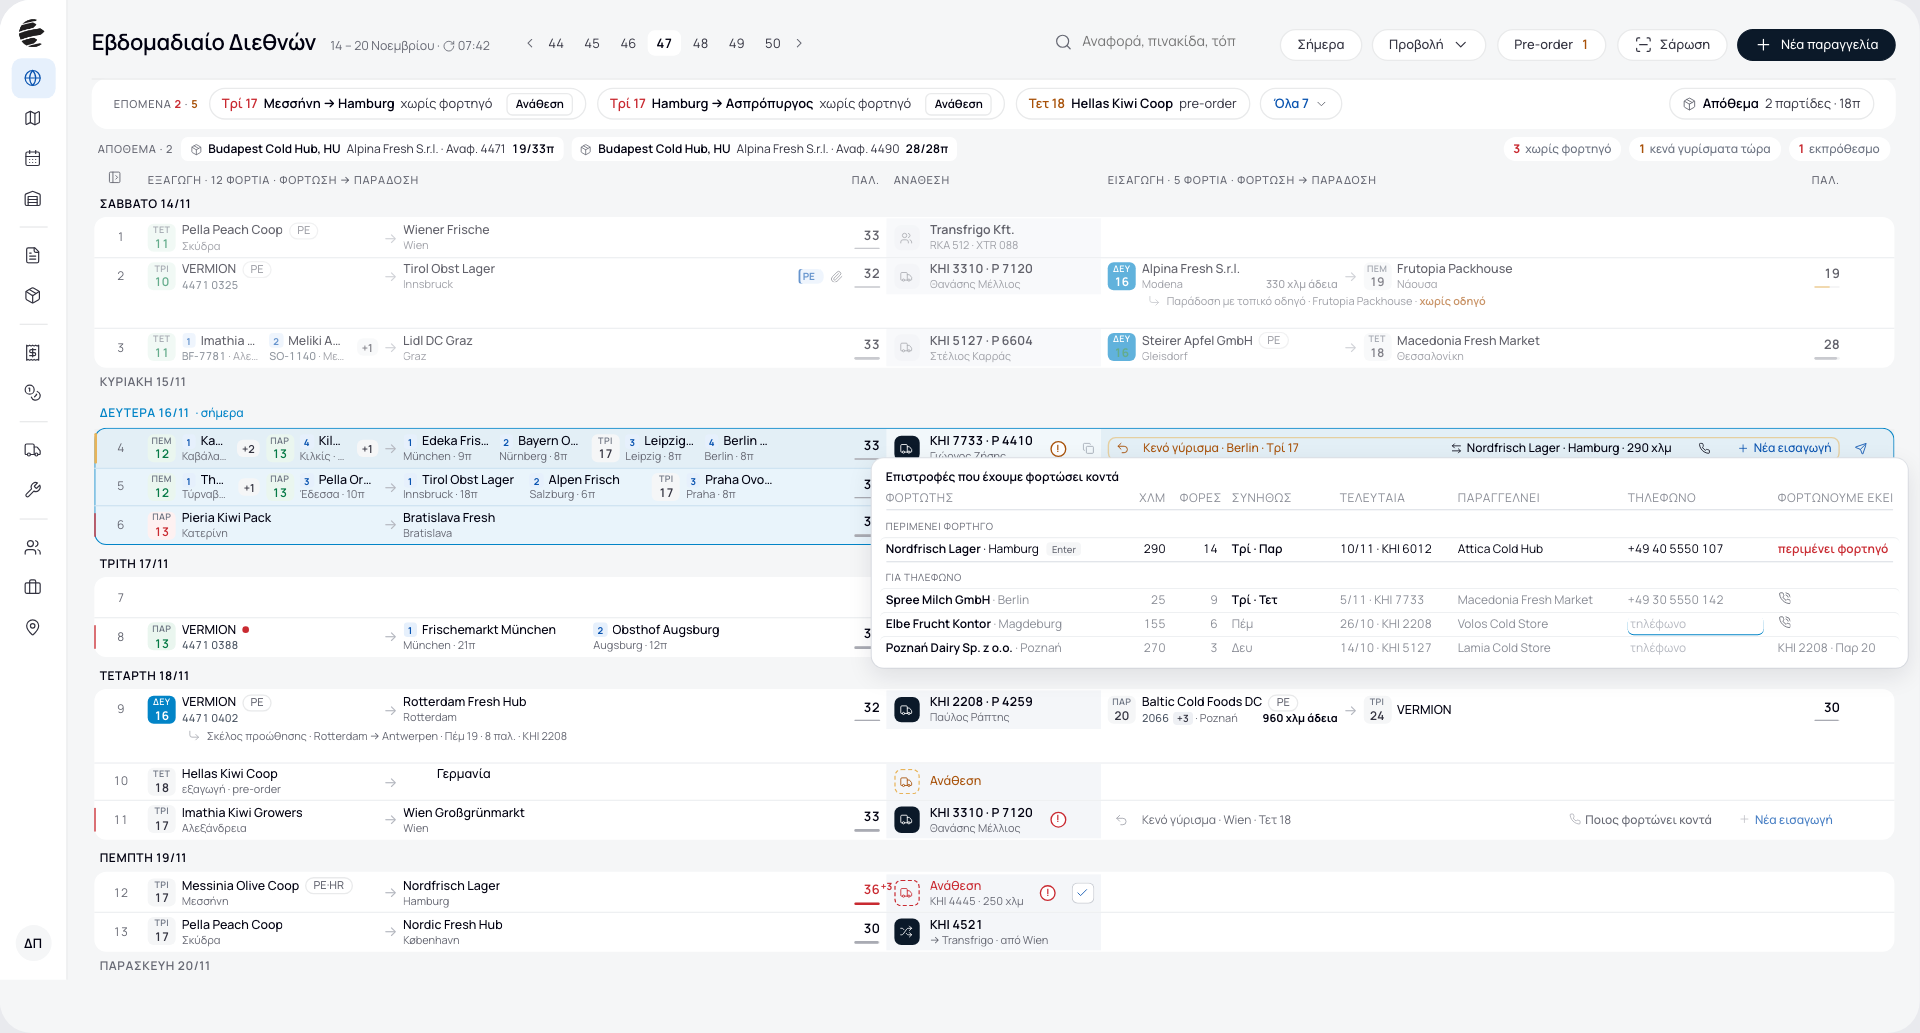 Εβδομαδιαίο Διεθνών 14 – 20 Νοεμβρίου · 07:42
44 45 46 47 48 49 50
Αναφορά, πινακίδα, τόπ
Σήμερα Προβολή Pre-order 1 Σάρωση Νέα παραγγελία
ΕΠΟΜΕΝΑ 2 · 5 Τρί 17 Μεσσήνη → Hamburg χωρίς φορτηγό Ανάθεση Τρί 17 Hamburg → Ασπρόπυργος χωρίς φορτηγό Ανάθεση Τετ 18 Hellas Kiwi Coop pre-order Όλα 7 Απόθεμα 2 παρτίδες · 18π
ΑΠΟΘΕΜΑ · 2 Budapest Cold Hub, HU Alpina Fresh S.r.l. · Αναφ. 4471 19/33π Budapest Cold Hub, HU Alpina Fresh S.r.l. · Αναφ. 4490 28/28π 3 χωρίς φορτηγό 1 κενά γυρίσματα τώρα 1 εκπρόθεσμο
ΕΞΑΓΩΓΗ · 12 ΦΟΡΤΙΑ · ΦΟΡΤΩΣΗ → ΠΑΡΑΔΟΣΗ ΠΑΛ. ΑΝΑΘΕΣΗ ΕΙΣΑΓΩΓΗ · 5 ΦΟΡΤΙΑ · ΦΟΡΤΩΣΗ → ΠΑΡΑΔΟΣΗ ΠΑΛ.
ΣΑΒΒΑΤΟ 14/11
1 ΤΕΤ 11 Pella Peach Coop PE → Wiener Frische 33 Transfrigo Kft.
Σκύδρα Wien RKA 512 · XTR 088
2 ΤΡΙ 10 VERMION PE → Tirol Obst Lager PE 32 KHI 3310 · P 7120 ΔΕΥ 16 Alpina Fresh S.r.l. → ΠΕΜ 19 Frutopia Packhouse 19
4471 0325 Innsbruck Θανάσης Μέλλιος Modena 330 χλμ άδεια Νάουσα
Παράδοση με τοπικό οδηγό · Frutopia Packhouse · χωρίς οδηγό
3 ΤΕΤ 11 1 Imathia ... 2 Meliki A... +1 → Lidl DC Graz 33 KHI 5127 · P 6604 ΔΕΥ 16 Steirer Apfel GmbH PE → ΤΕΤ 18 Macedonia Fresh Market 28
BF-7781 · Αλε... SO-1140 · Με... Graz Στέλιος Καρράς Gleisdorf Θεσσαλονίκη
ΚΥΡΙΑΚΗ 15/11
ΔΕΥΤΕΡΑ 16/11 · σήμερα
4 ΠΕΜ 12 1 Ka... +2 ΠΑΡ 13 4 Kil... +1 → 1 Edeka Fris... 2 Bayern O... ΤΡΙ 17 3 Leipzig... 4 Berlin ... 33 KHI 7733 · P 4410 Κενό γύρισμα · Berlin · Τρί 17 Nordfrisch Lager · Hamburg · 290 χλμ + Νέα εισαγωγή
Καβάλα... Κιλκίς · ... München · 9π Nürnberg · 8π Leipzig · 8π Berlin · 8π Γιώργος Ζήσης
5 ΠΕΜ 12 1 Th... +1 ΠΑΡ 13 3 Pella Or... → 1 Tirol Obst Lager 2 Alpen Frisch ΤΡΙ 17 3 Praha Ovo... 3
Τύρναβ... Έδεσσα · 10π Innsbruck · 18π Salzburg · 6π Praha · 8π
6 ΠΑΡ 13 Pieria Kiwi Pack → Bratislava Fresh 3
Κατερίνη Bratislava
Επιστροφές που έχουμε φορτώσει κοντά
ΦΟΡΤΩΤΗΣ ΧΛΜ ΦΟΡΕΣ ΣΥΝΗΘΩΣ ΤΕΛΕΥΤΑΙΑ ΠΑΡΑΓΓΕΛΝΕΙ ΤΗΛΕΦΩΝΟ ΦΟΡΤΩΝΟΥΜΕ ΕΚΕΙ
ΠΕΡΙΜΕΝΕΙ ΦΟΡΤΗΓΟ
Nordfrisch Lager · Hamburg Enter 290 14 Τρί · Παρ 10/11 · KHI 6012 Attica Cold Hub +49 40 5550 107 περιμένει φορτηγό
ΓΙΑ ΤΗΛΕΦΩΝΟ
Spree Milch GmbH · Berlin 25 9 Τρί · Τετ 5/11 · KHI 7733 Macedonia Fresh Market +49 30 5550 142
Elbe Frucht Kontor · Magdeburg 155 6 Πέμ 26/10 · KHI 2208 Volos Cold Store τηλέφωνο
Poznań Dairy Sp. z o.o. · Poznań 270 3 Δευ 14/10 · KHI 5127 Lamia Cold Store τηλέφωνο KHI 2208 · Παρ 20
ΤΡΙΤΗ 17/11
7
8 ΠΑΡ 13 VERMION → 1 Frischemarkt München 2 Obsthof Augsburg 3
4471 0388 München · 21π Augsburg · 12π
ΤΕΤΑΡΤΗ 18/11
9 ΔΕΥ 16 VERMION PE → Rotterdam Fresh Hub 32 KHI 2208 · P 4259 ΠΑΡ 20 Baltic Cold Foods DC PE → ΤΡΙ 24 VERMION 30
4471 0402 Rotterdam Παύλος Ράπτης 2066 +3 · Poznań 960 χλμ άδεια
Σκέλος προώθησης · Rotterdam → Antwerpen · Πέμ 19 · 8 παλ. · KHI 2208
10 ΤΕΤ 18 Hellas Kiwi Coop → Γερμανία Ανάθεση
εξαγωγή · pre-order
11 ΤΡΙ 17 Imathia Kiwi Growers → Wien Großgrünmarkt 33 KHI 3310 · P 7120 Κενό γύρισμα · Wien · Τετ 18 Ποιος φορτώνει κοντά + Νέα εισαγωγή
Αλεξάνδρεια Wien Θανάσης Μέλλιος
ΠΕΜΠΤΗ 19/11
12 ΤΡΙ 17 Messinia Olive Coop PE·HR → Nordfrisch Lager 36 +3 Ανάθεση
Μεσσήνη Hamburg KHI 4445 · 250 χλμ
13 ΤΡΙ 17 Pella Peach Coop → Nordic Fresh Hub 30 KHI 4521
Σκύδρα København → Transfrigo · από Wien
ΠΑΡΑΣΚΕΥΗ 20/11
ΔΠ